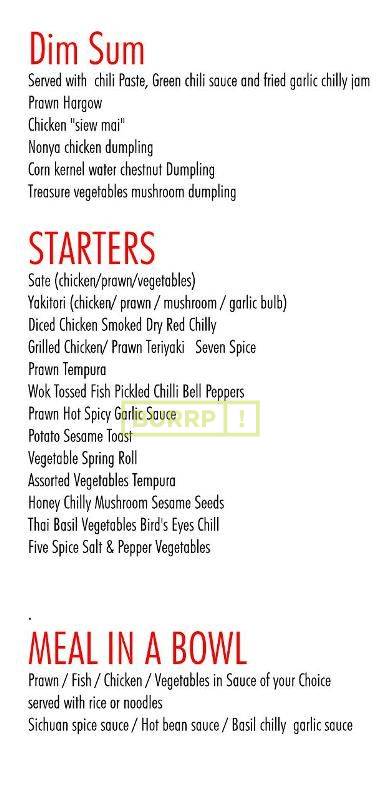 Dim Sum
Served with chili Paste, Green chili sauce and fried garlic chilly jam
Prawn Hargow
Chicken "siew mai"
Nonya chicken dumpling
Corn kernel water chestnut Dumpling
Treasure vegetables mushroom dumpling
STARTERS
Sate (chicken/prawn/vegetables)
Yakitori (chicken/ prawn / mushroom / garlic bulb)
Diced Chicken Smoked Dry Red Chilly
Grilled Chicken/ Prawn Teriyaki Seven Spice
Prawn Tempura
Wok Tossed Fish Pickled Chilli Bell Peppers
Prawn Hot Spicy Garlic Sauce
BURRP!
Potato Sesame Toast
Vegetable Spring Roll
Assorted Vegetables Tempura
Honey Chilly Mushroom Sesame Seeds
Thai Basil Vegetables Bird's Eyes Chill
Five Spice Salt & Pepper Vegetables
.
MEAL IN A BOWL
Prawn / Fish / Chicken / Vegetables in Sauce of your Choice
served with rice or noodles
Sichuan spice sauce / Hot bean sauce / Basil chilly garlic sauce